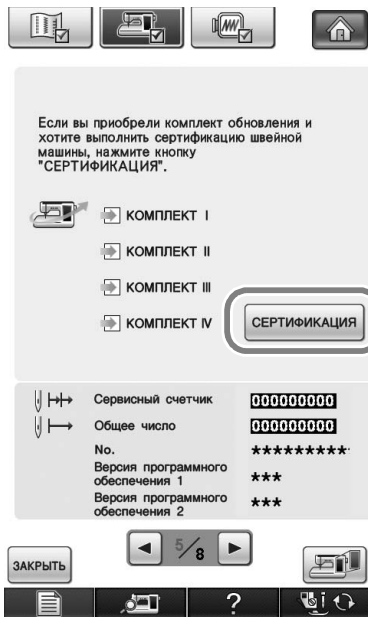 Если вы приобрели комплект обновления и
хотите выполнить сертификацию швейной
машины, нажмите кнопку
"СЕРТИФИКАЦИЯ".
КОМПЛЕКТ I
КОМПЛЕКТ II
КОМПЛЕКТ III
КОМПЛЕКТ IV
СЕРТИФИКАЦИЯ
Сервисный счетчик 000000000
Общее число 000000000
No. *********
Версия программного
обеспечения 1 ***
Версия программного
обеспечения 2 ***
ЗАКРЫТЬ
5/8
?